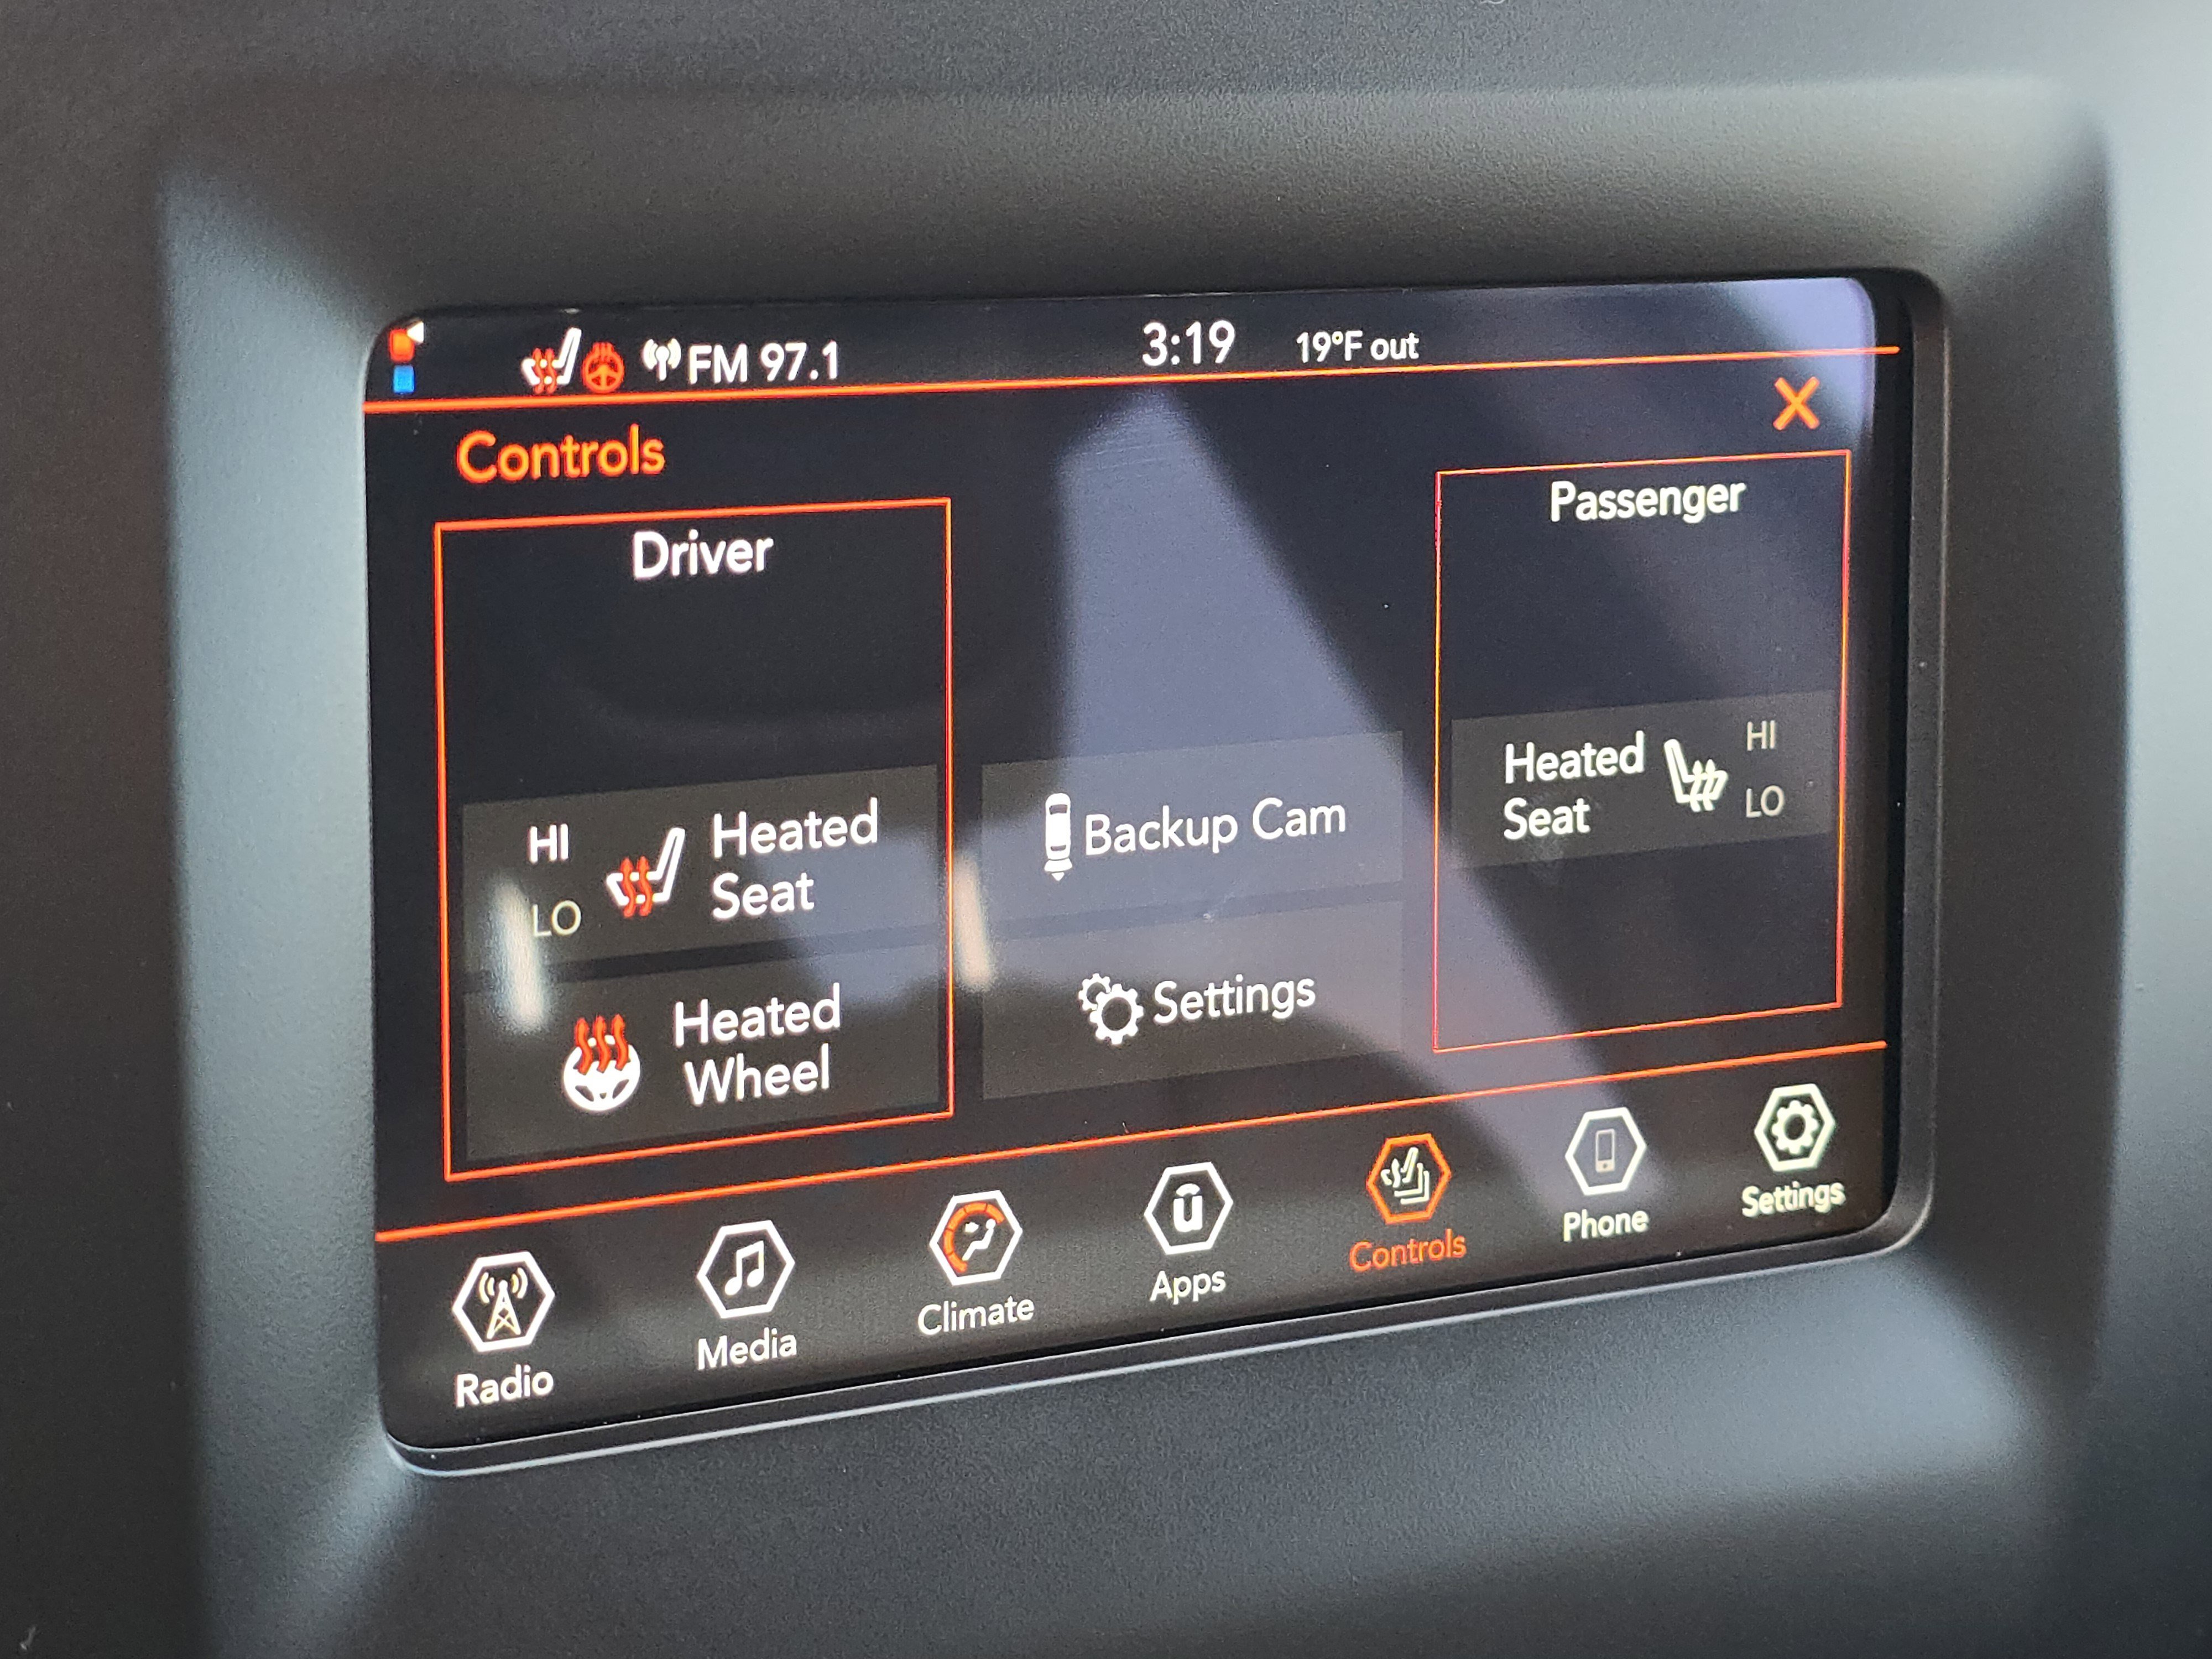 FM 97.1 3:19 19°F out
Controls
X
Driver
HI
LO
Heated
Seat
Heated
Wheel
Backup Cam
Settings
Passenger
Heated
Seat
HI
LO
Radio
Media
Climate
Apps
Controls
Phone
Settings